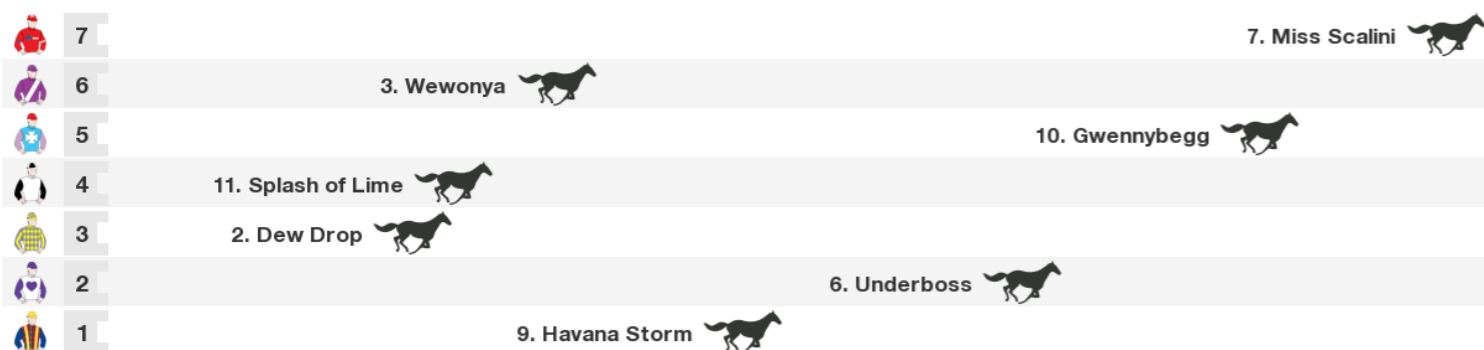 7 7. Miss Scalini
6 3. Wewonya
5 10. Gwennybegg
4 11. Splash of Lime
3 2. Dew Drop
2 6. Underboss
1 9. Havana Storm